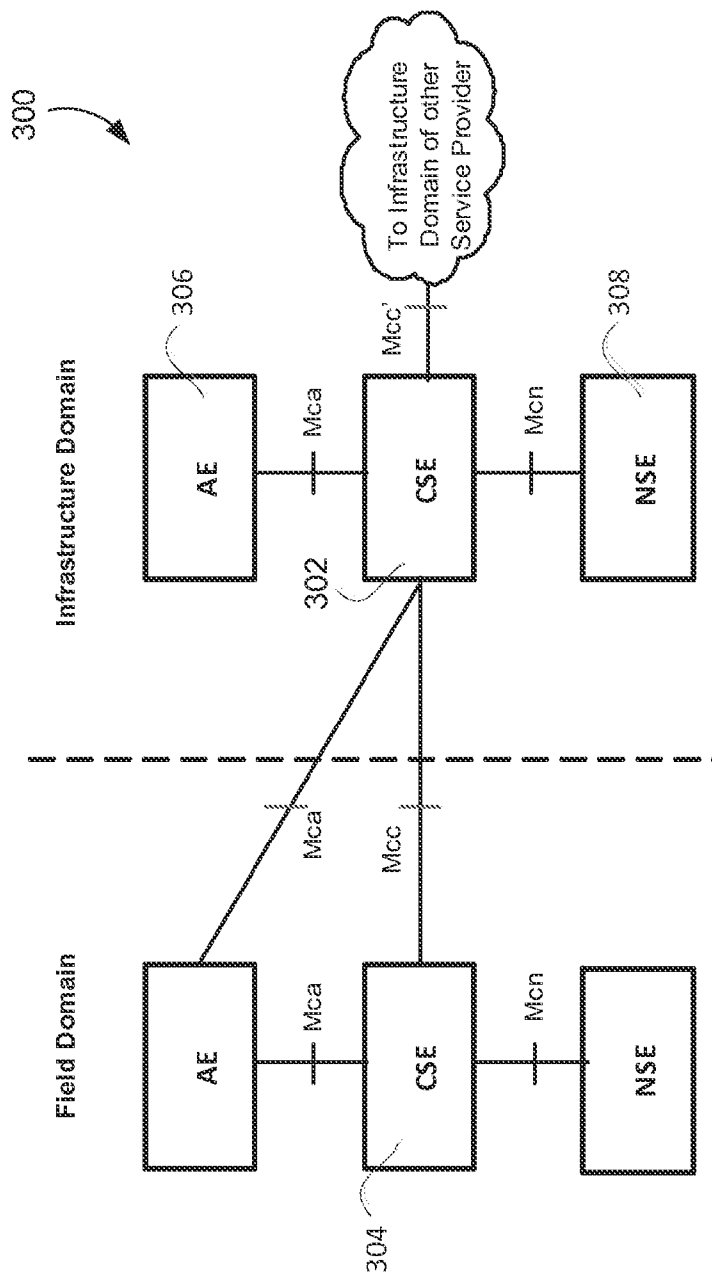 300
Field Domain
Infrastructure Domain
AE
AE
306
Mca
Mca
Mca
To Infrastructure
Domain of other
Service Provider
304
CSE
Mcc
302
CSE
Mcc'
Mcn
Mcn
NSE
NSE
308